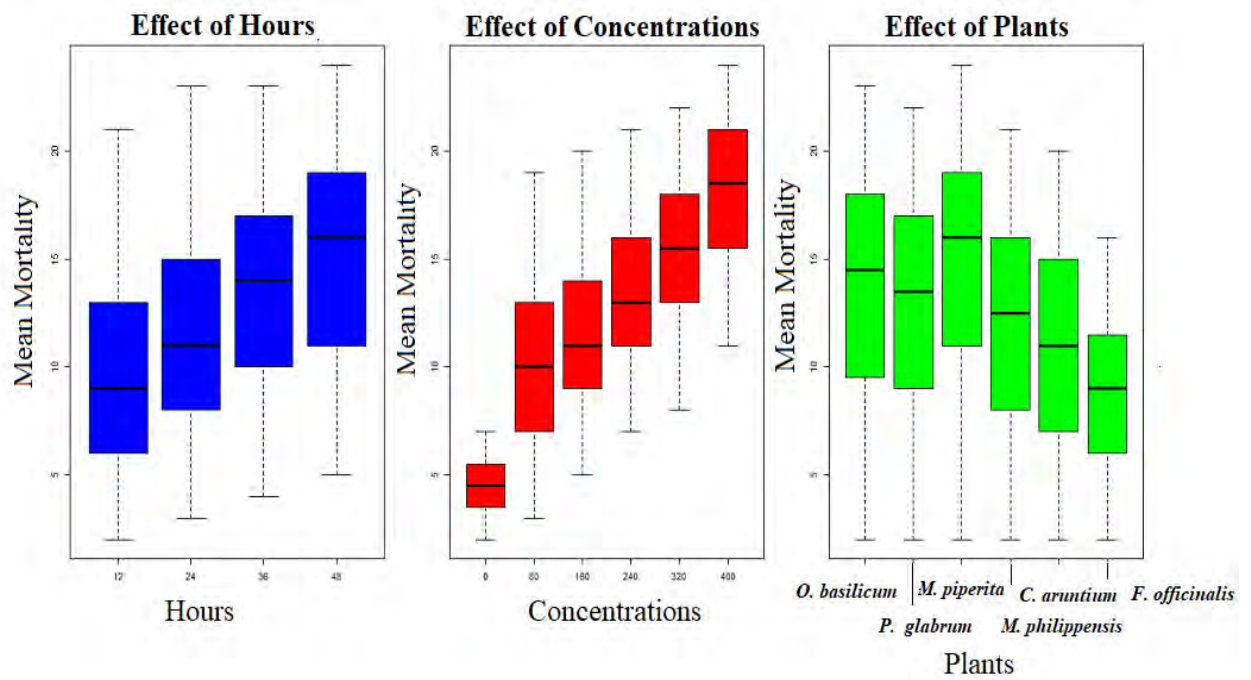 Effect of Hours
Mean Mortality
20
15
10
5
12
24
36
48
Hours
Effect of Concentrations
Mean Mortality
20
15
10
5
0
80
160
240
320
400
Concentrations
Effect of Plants
Mean Mortality
20
15
10
5
O. basilicum
M. piperita
C. aruntium
F. officinalis
P. glabrum
M. philippensis
Plants